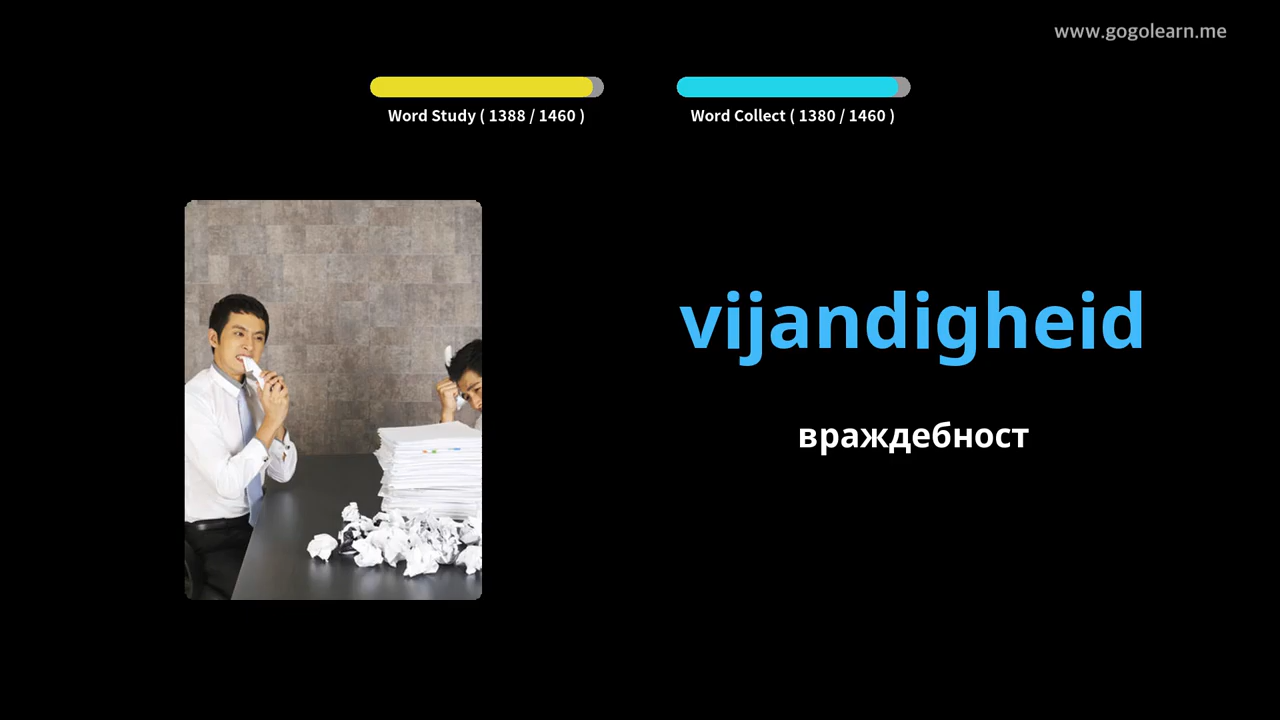 www.gogolearn.me
Word Study ( 1388 / 1460 )
Word Collect ( 1380 / 1460 )
vijandigheid
враждебност